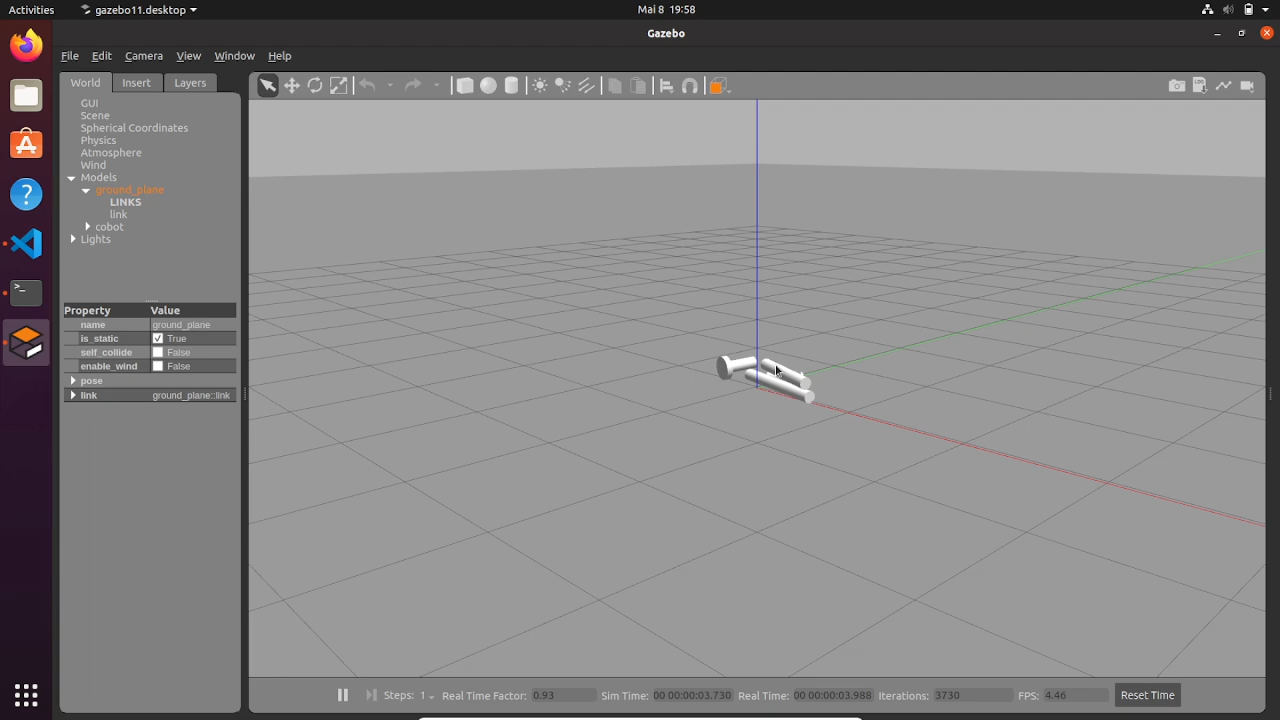 Activities gazebo11.desktop Mai 8 19:58
Gazebo
File Edit Camera View Window Help
World Insert Layers
GUI
Scene
Spherical Coordinates
Physics
Atmosphere
Wind
Models
ground_plane
LINKS
link
cobot
Lights
Property Value
name ground_plane
is_static True
self_collide False
enable_wind False
pose
link ground_plane::link
Steps: 1 Real Time Factor: 0.93 Sim Time: 00 00:00:03.730 Real Time: 00 00:00:03.988 Iterations: 3730 FPS: 4.46 Reset Time